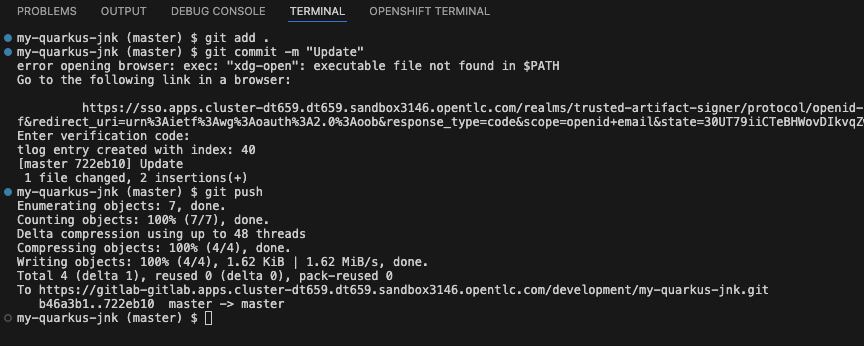 PROBLEMS OUTPUT DEBUG CONSOLE TERMINAL OPENSHIFT TERMINAL
my-quarkus-jnk (master) $ git add .
my-quarkus-jnk (master) $ git commit -m "Update"
error opening browser: exec: "xdg-open": executable file not found in $PATH
Go to the following link in a browser:
https://sso.apps.cluster-dt659.dt659.sandbox3146.opentlc.com/realms/trusted-artifact-signer/protocol/openid-
f&redirect_uri=urn%3Aietf%3Awg%3Aoauth%3A2.0%3Aoob&response_type=code&scope=openid+email&state=30UT79iiCTeBHWovDIkvqZ
Enter verification code:
tlog entry created with index: 40
[master 722eb10] Update
1 file changed, 2 insertions(+)
my-quarkus-jnk (master) $ git push
Enumerating objects: 7, done.
Counting objects: 100% (7/7), done.
Delta compression using up to 48 threads
Compressing objects: 100% (4/4), done.
Writing objects: 100% (4/4), 1.62 KiB | 1.62 MiB/s, done.
Total 4 (delta 1), reused 0 (delta 0), pack-reused 0
To https://gitlab-gitlab.apps.cluster-dt659.dt659.sandbox3146.opentlc.com/development/my-quarkus-jnk.git
b46a3b1..722eb10 master -> master
my-quarkus-jnk (master) $